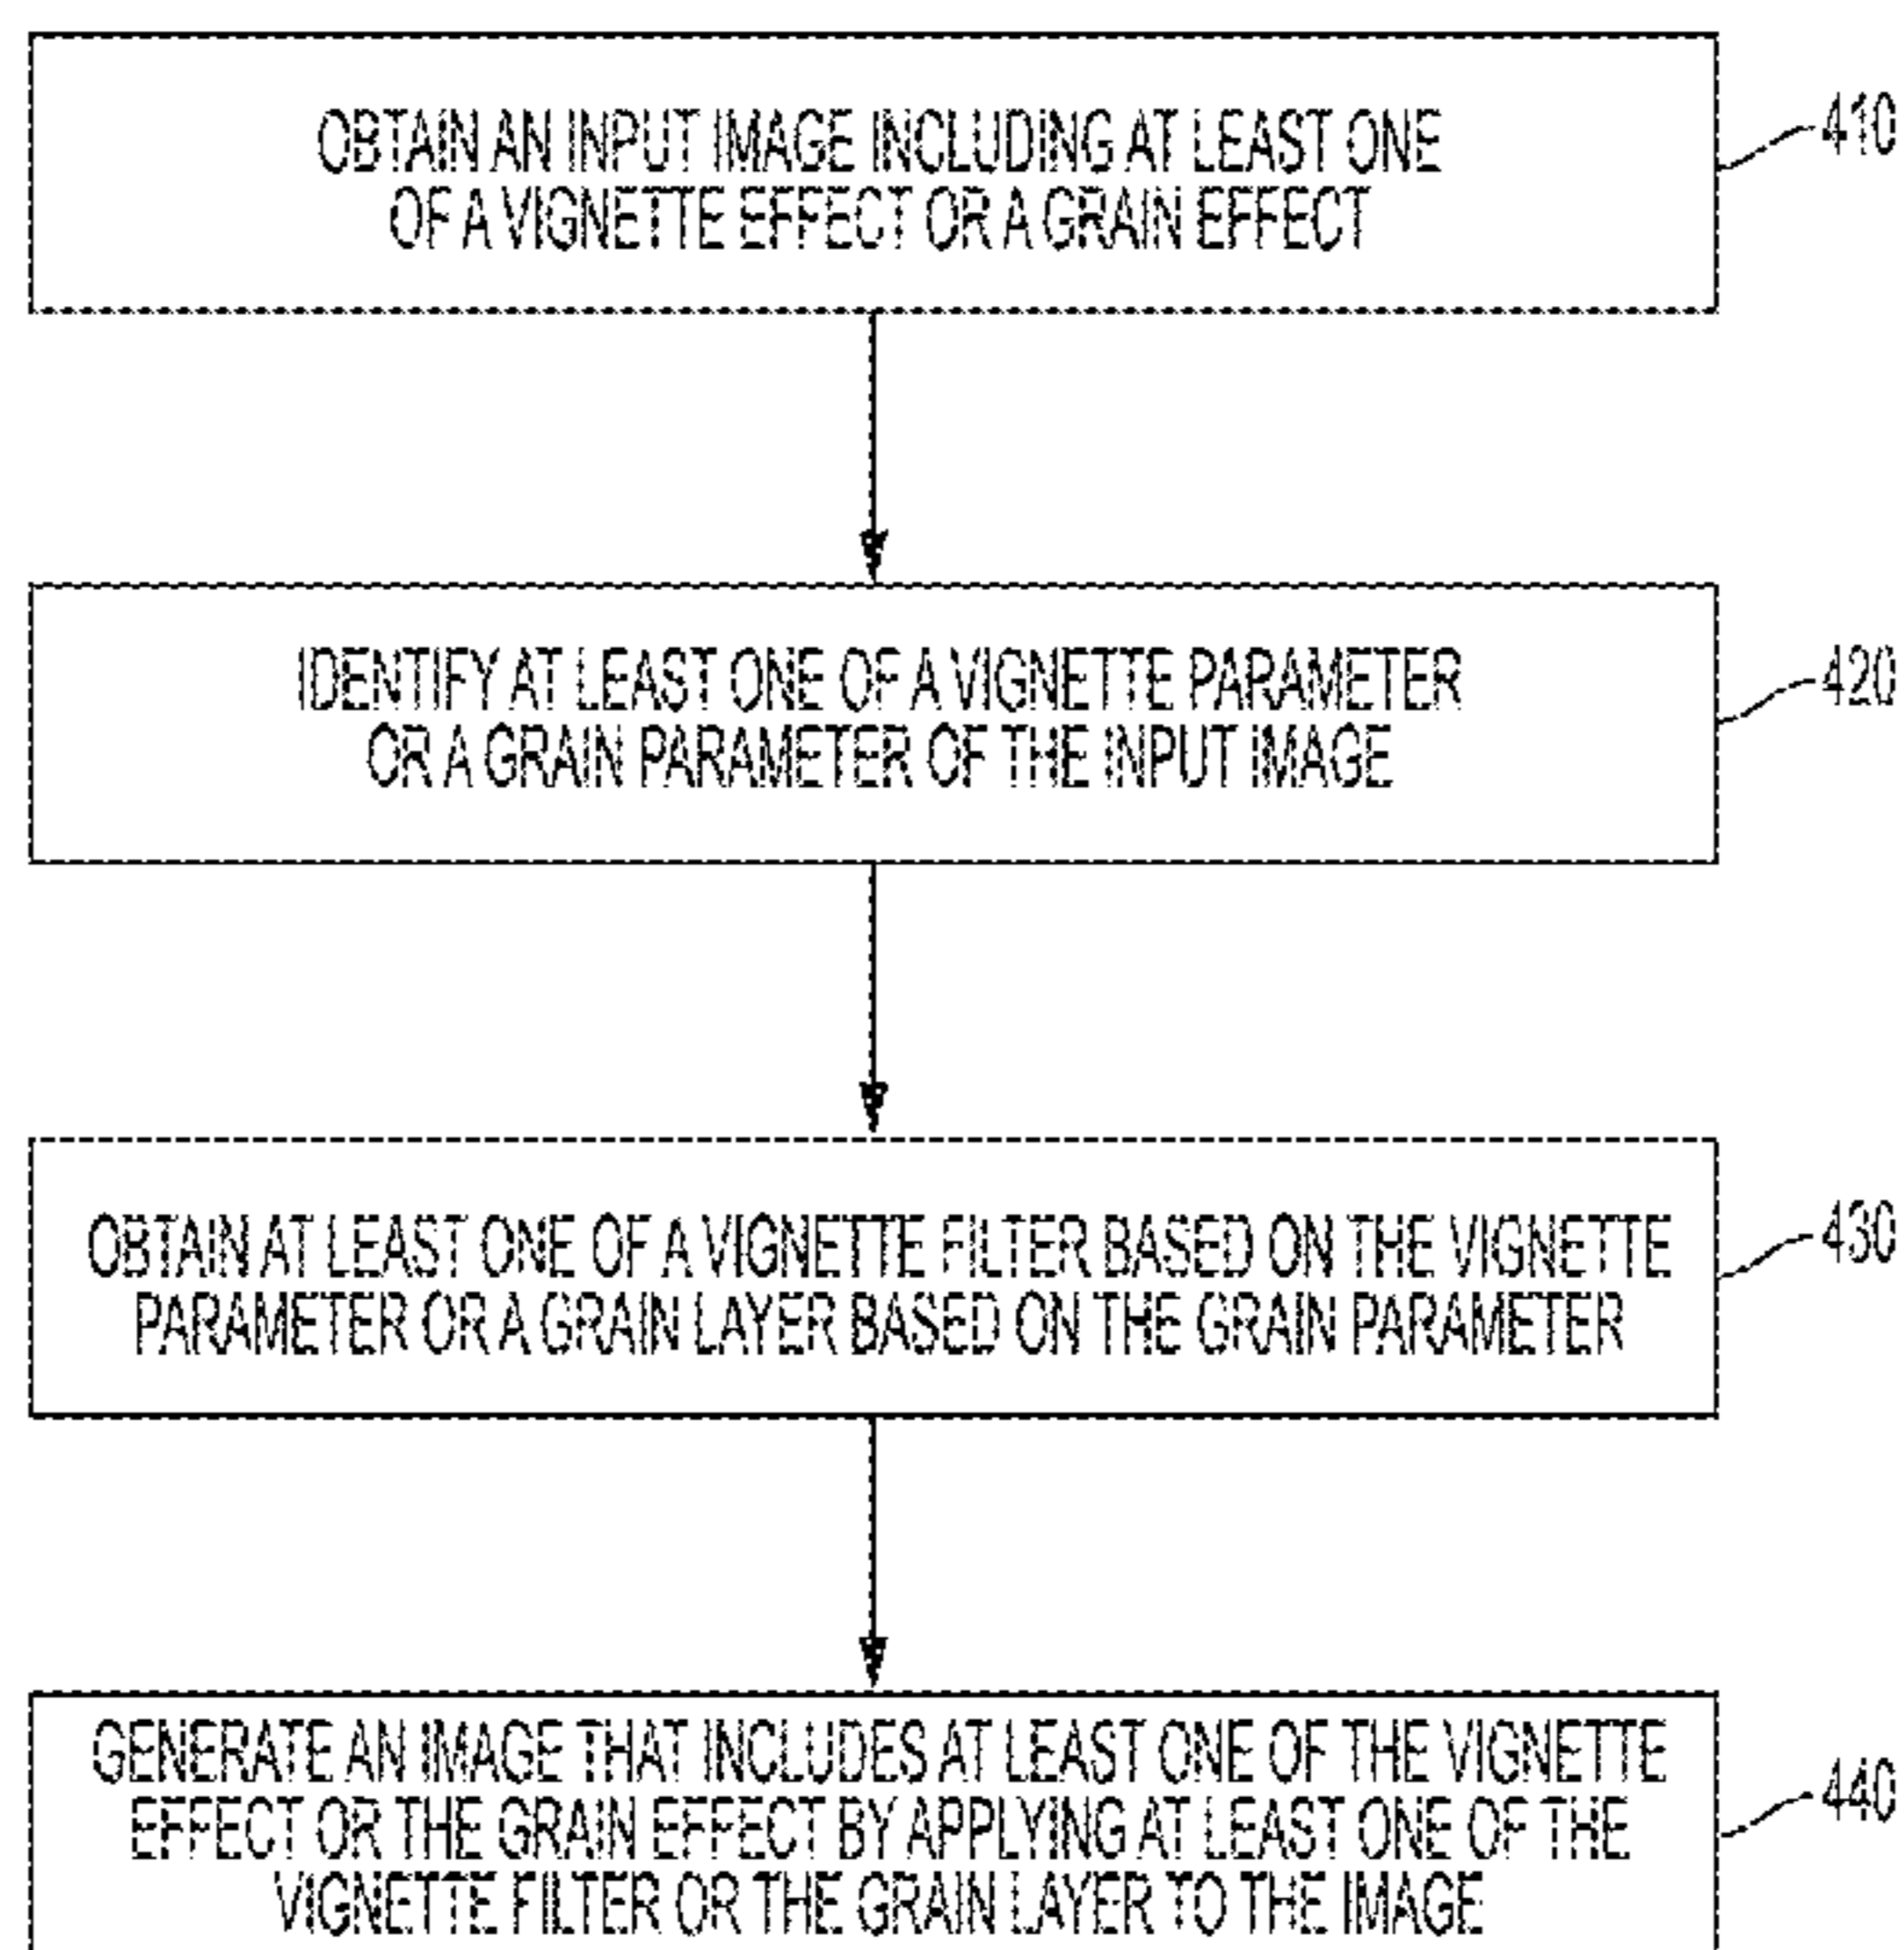 OBTAIN AN INPUT IMAGE INCLUDING AT LEAST ONE
OF A VIGNETTE EFFECT OR A GRAIN EFFECT
410
IDENTIFY AT LEAST ONE OF A VIGNETTE PARAMETER
OR A GRAIN PARAMETER OF THE INPUT IMAGE
420
OBTAIN AT LEAST ONE OF A VIGNETTE FILTER BASED ON THE VIGNETTE
PARAMETER OR A GRAIN LAYER BASED ON THE GRAIN PARAMETER
430
GENERATE AN IMAGE THAT INCLUDES AT LEAST ONE OF THE VIGNETTE
EFFECT OR THE GRAIN EFFECT BY APPLYING AT LEAST ONE OF THE
VIGNETTE FILTER OR THE GRAIN LAYER TO THE IMAGE
440